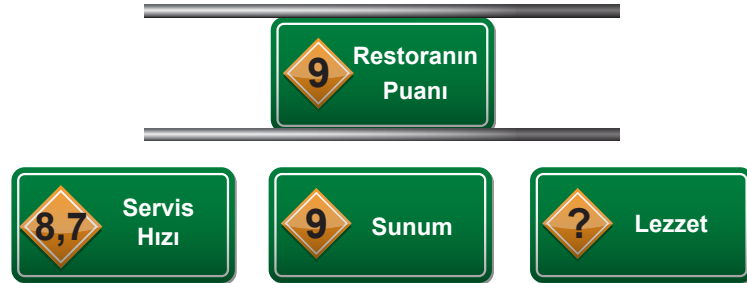 9 Restoranın
Puanı
8,7 Servis
Hızı
9 Sunum
? Lezzet